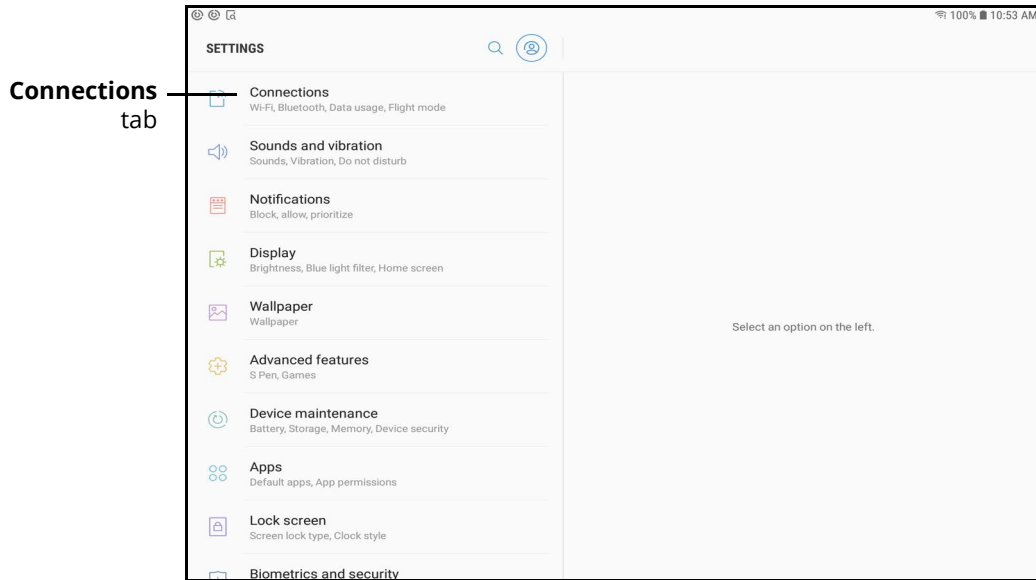 100% 10:53 AM
SETTINGS
Connections
tab
Connections
Wi-Fi, Bluetooth, Data usage, Flight mode
Sounds and vibration
Sounds, Vibration, Do not disturb
Notifications
Block, allow, prioritize
Display
Brightness, Blue light filter, Home screen
Wallpaper
Wallpaper
Advanced features
S Pen, Games
Device maintenance
Battery, Storage, Memory, Device security
Apps
Default apps, App permissions
Lock screen
Screen lock type, Clock style
Biometrics and security
Select an option on the left.